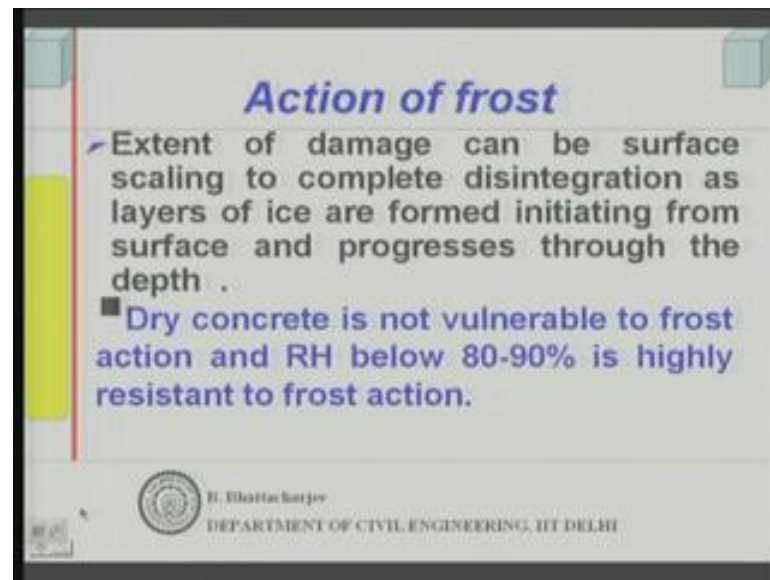 Action of frost
Extent of damage can be surface
scaling to complete disintegration as
layers of ice are formed initiating from
surface and progresses through the
depth .
Dry concrete is not vulnerable to frost
action and RH below 80-90% is highly
resistant to frost action.
B. Bhattacharjee
DEPARTMENT OF CIVIL ENGINEERING, IIT DELHI